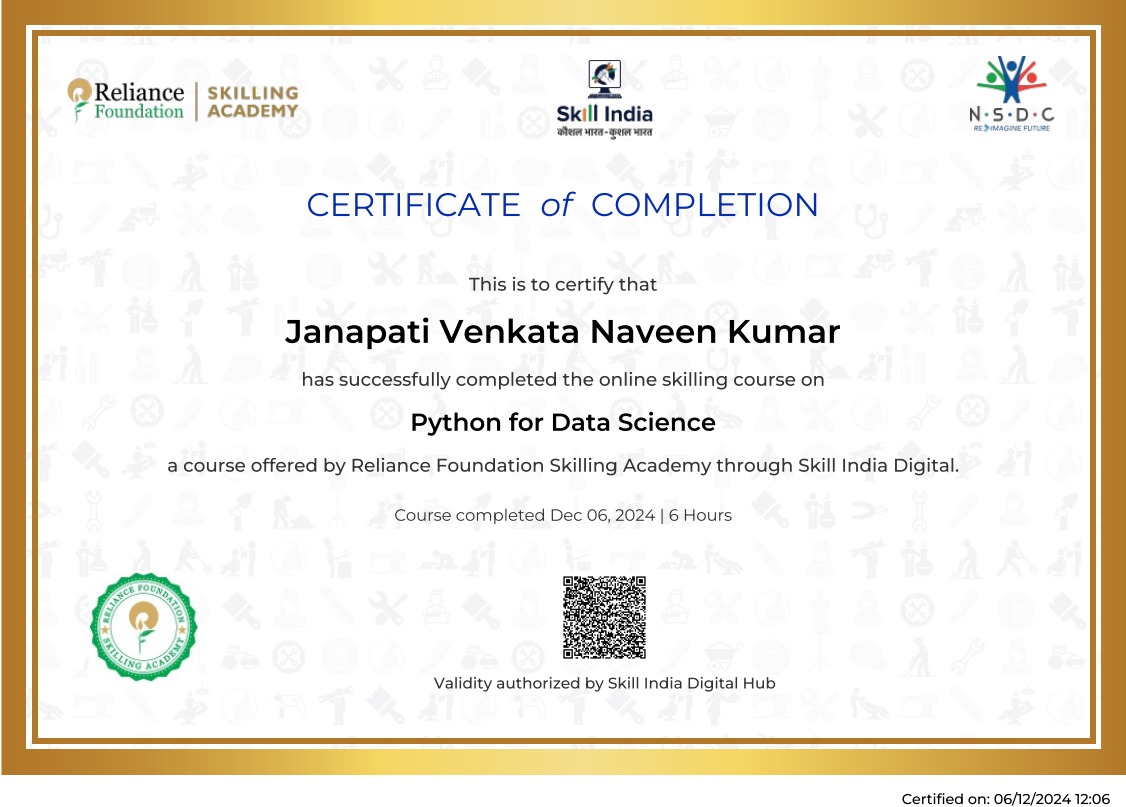 Reliance
Foundation
SKILLING
ACADEMY
Skill India
कौशल भारत-कुशल भारत
N·S·D·C
RE IMAGINE FUTURE
CERTIFICATE of COMPLETION
This is to certify that
Janapati Venkata Naveen Kumar
has successfully completed the online skilling course on
Python for Data Science
a course offered by Reliance Foundation Skilling Academy through Skill India Digital.
Course completed Dec 06, 2024 | 6 Hours
RELIANCE FOUNDATION
SKILLING ACADEMY
Validity authorized by Skill India Digital Hub
Certified on: 06/12/2024 12:06